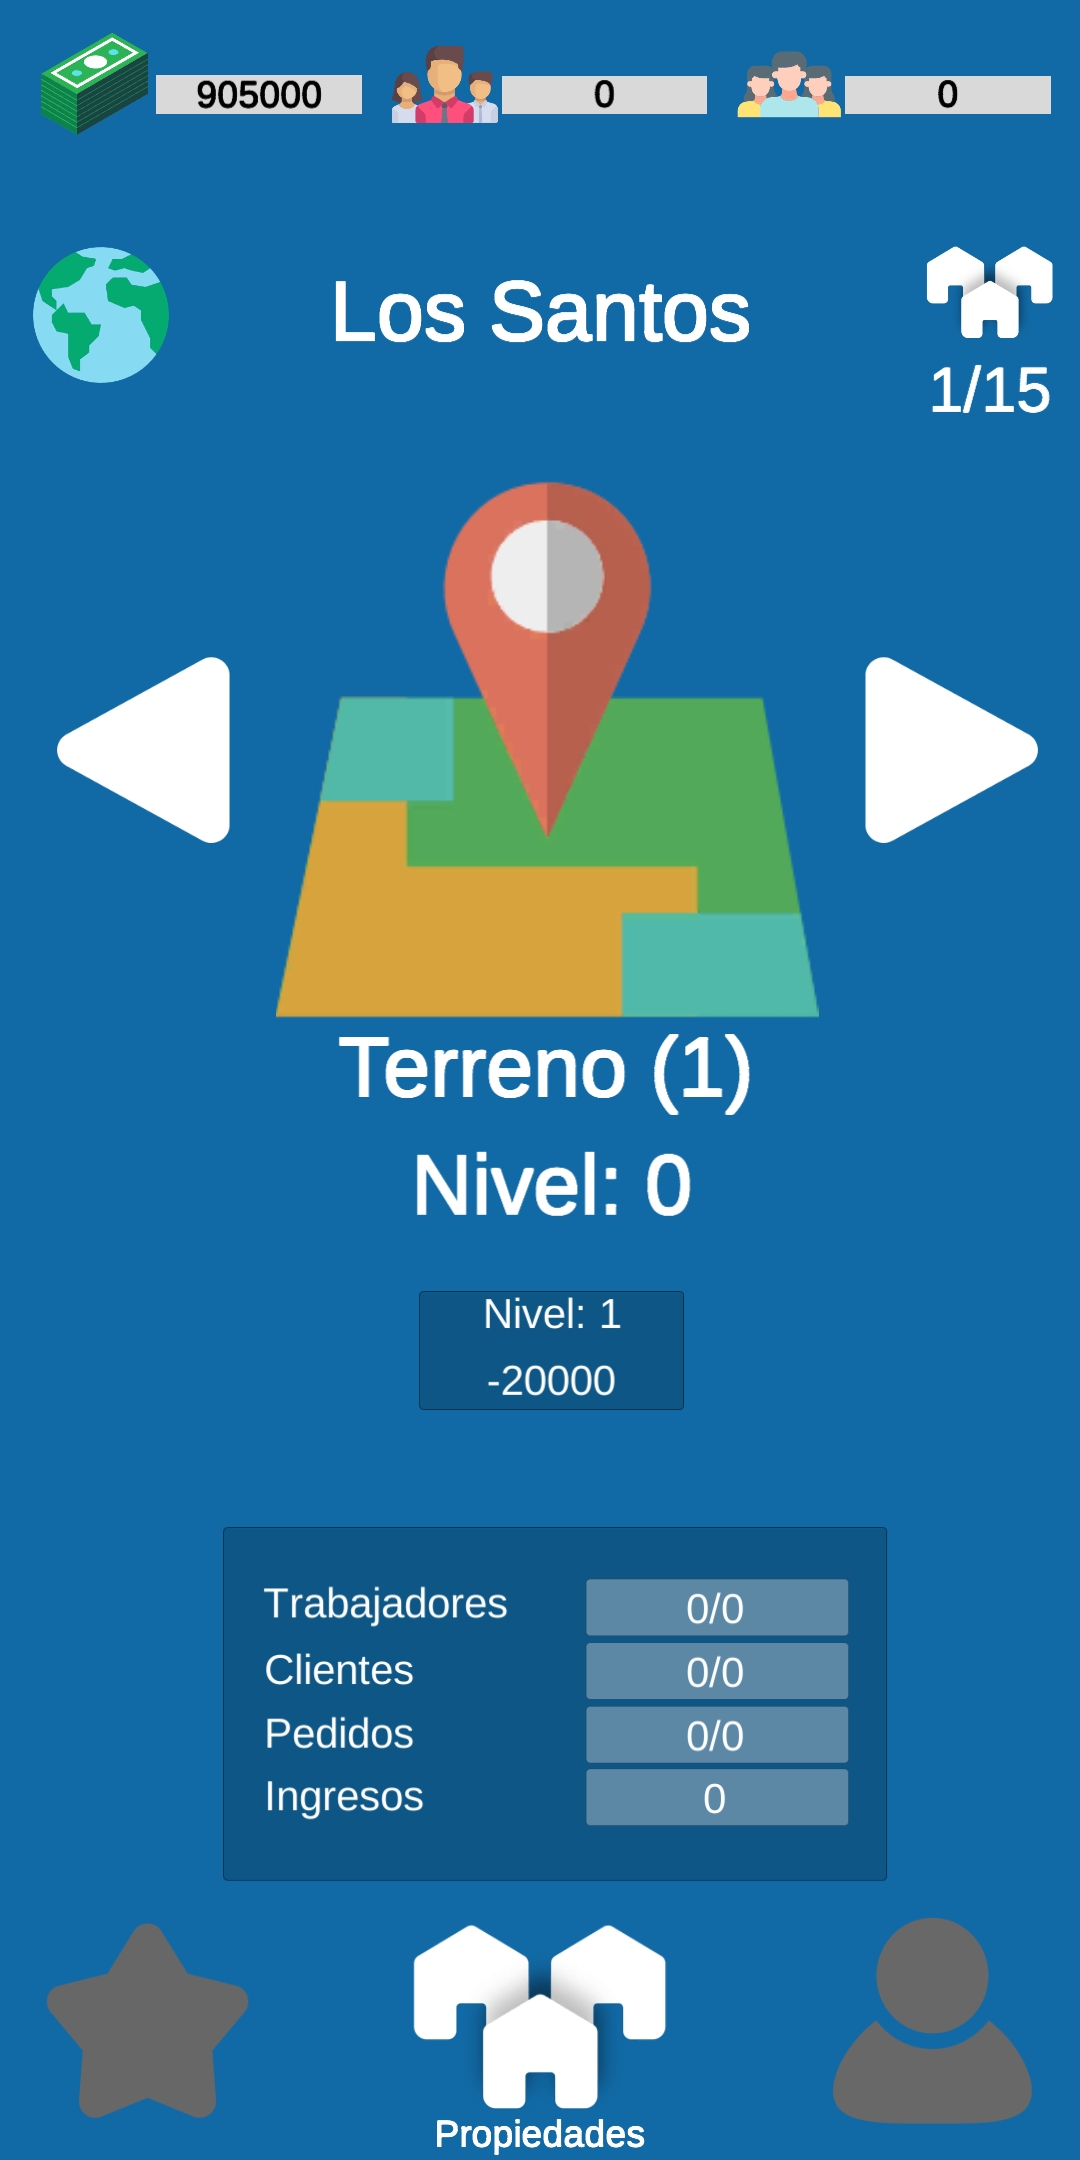 905000
0
0
Los Santos
1/15
Terreno (1)
Nivel: 0
Nivel: 1
-20000
Trabajadores 0/0
Clientes 0/0
Pedidos 0/0
Ingresos 0
Propiedades